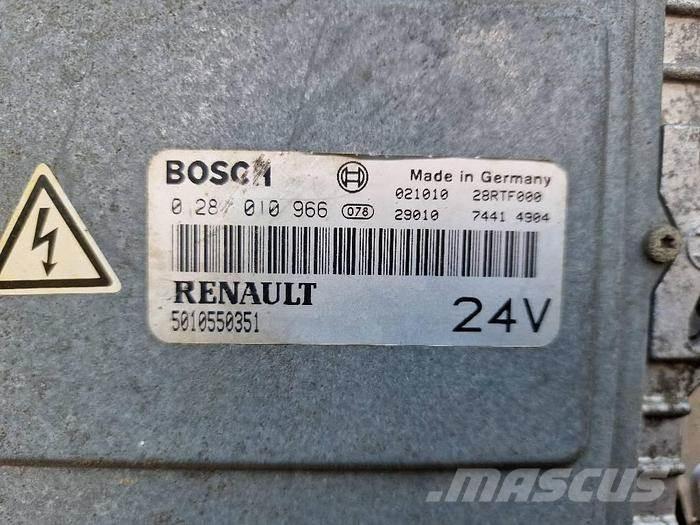 BOSCH
Made in Germany
0 281 010 966 078
021010 28RTF000
29010 7441 4904
RENAULT
5010550351
24V
MASCUS